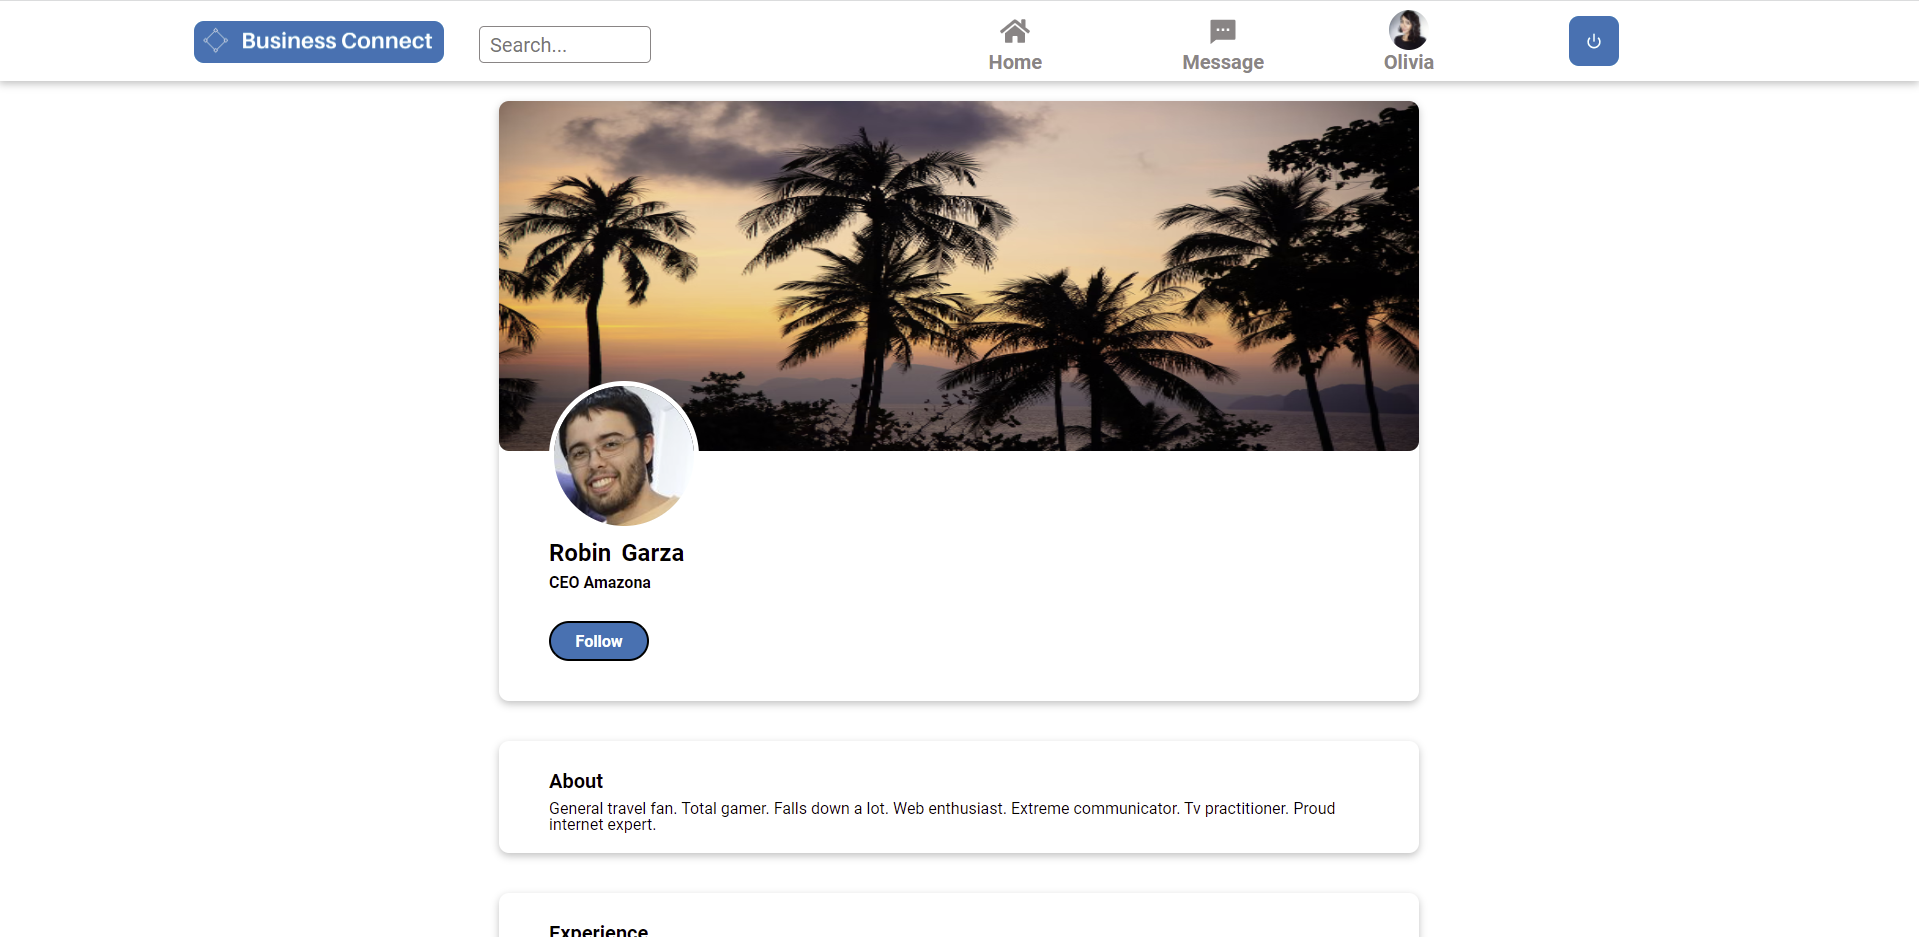 Business Connect
Search...
Home
Message
Olivia
Robin Garza
CEO Amazona
Follow
About
General travel fan. Total gamer. Falls down a lot. Web enthusiast. Extreme communicator. Tv practitioner. Proud
internet expert.
Experience